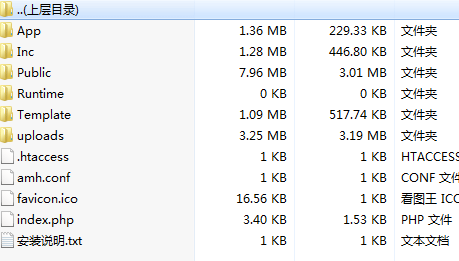 ..(上层目录)
App 1.36 MB 229.33 KB 文件夹
Inc 1.28 MB 446.80 KB 文件夹
Public 7.96 MB 3.01 MB 文件夹
Runtime 0 KB 0 KB 文件夹
Template 1.09 MB 517.74 KB 文件夹
uploads 3.25 MB 3.19 MB 文件夹
.htaccess 1 KB 1 KB HTACCESS
amh.conf 1 KB 1 KB CONF 文件
favicon.ico 16.56 KB 1 KB 看图王 ICO
index.php 3.40 KB 1.53 KB PHP 文件
安装说明.txt 1 KB 1 KB 文本文档